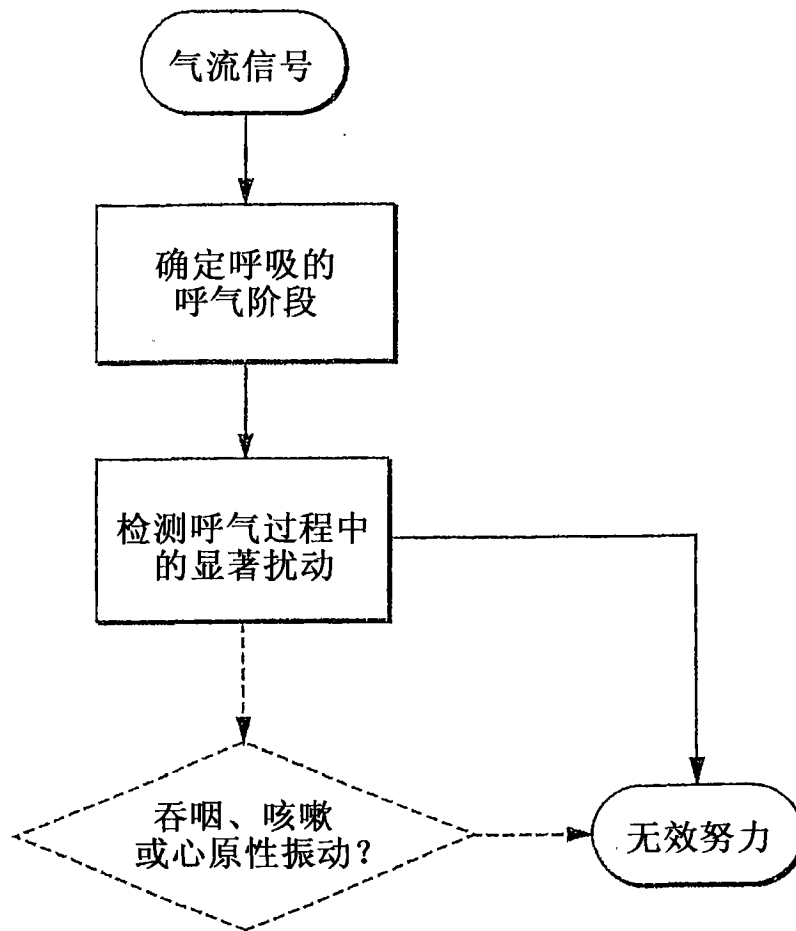 气流信号
确定呼吸的
呼气阶段
检测呼气过程中
的显著扰动
吞咽、咳嗽
或心原性振动？
无效努力